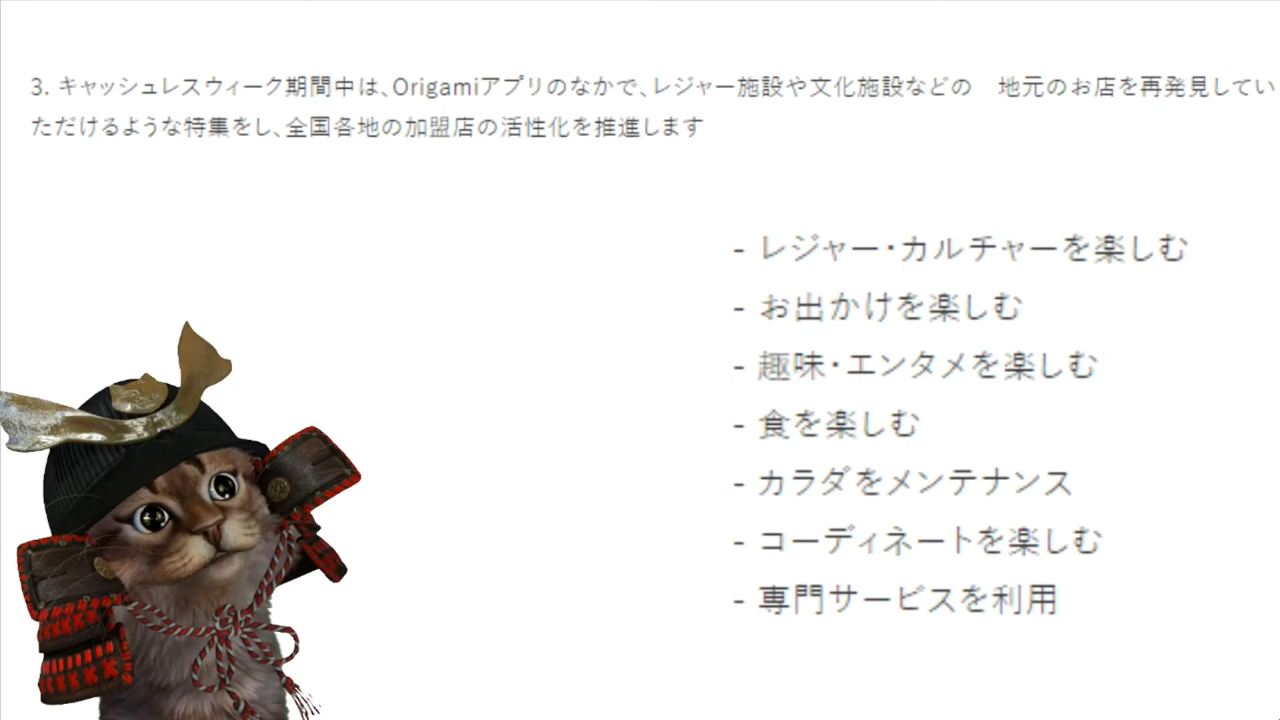 3. キャッシュレスウィーク期間中は、Origamiアプリのなかで、レジャー施設や文化施設などの　地元のお店を再発見してい
ただけるような特集をし、全国各地の加盟店の活性化を推進します
- レジャー・カルチャーを楽しむ
- お出かけを楽しむ
- 趣味・エンタメを楽しむ
- 食を楽しむ
- カラダをメンテナンス
- コーディネートを楽しむ
- 専門サービスを利用